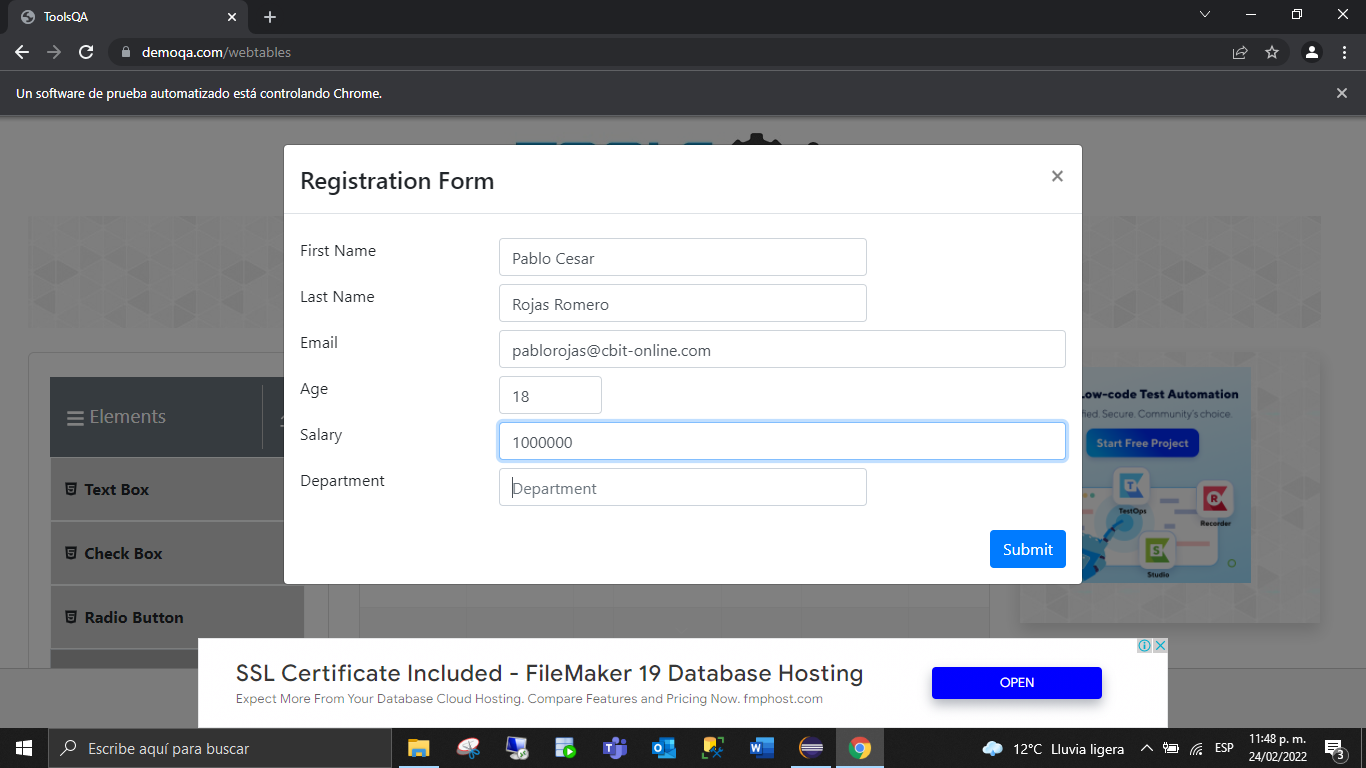 ToolsQA
demoqa.com/webtables
Un software de prueba automatizado está controlando Chrome.
Registration Form
First Name
Pablo Cesar
Last Name
Rojas Romero
Email
pablorojas@cbit-online.com
Age
18
Salary
1000000
Department
Department
Submit
Elements
Text Box
Check Box
Radio Button
Low-code Test Automation
Secure. Community's choice.
Start Free Project
TestOps
Recorder
Studio
SSL Certificate Included - FileMaker 19 Database Hosting
Expect More From Your Database Cloud Hosting. Compare Features and Pricing Now. fmphost.com
OPEN
Escribe aquí para buscar
12°C Lluvia ligera
ESP
11:48 p. m.
24/02/2022
3